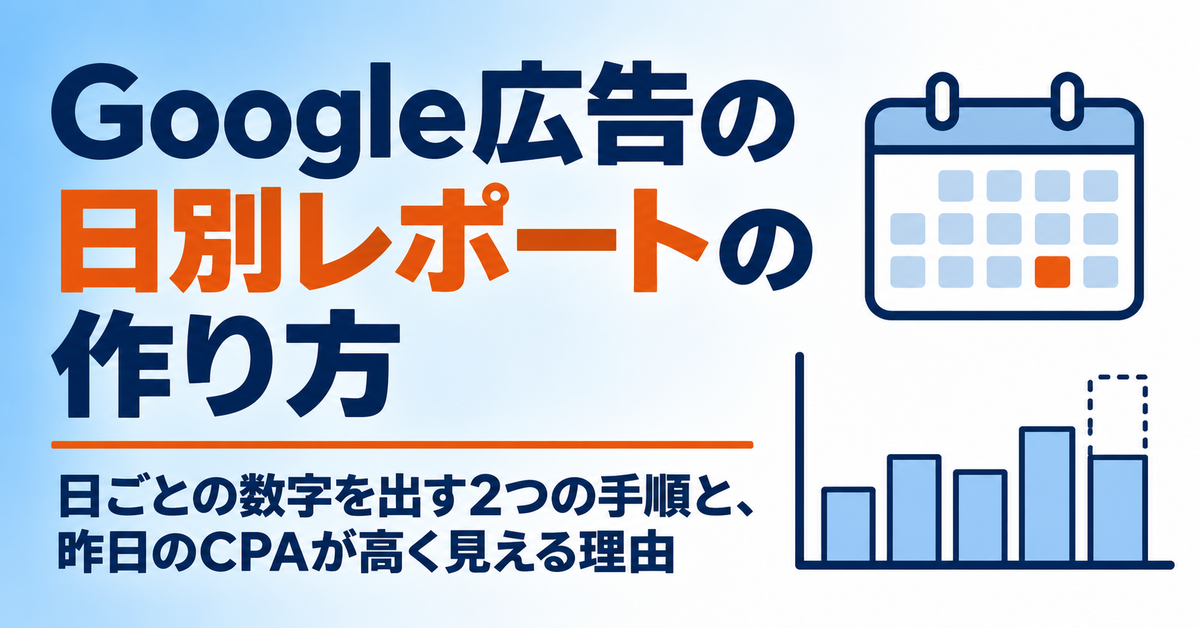 Google広告の
日別レポートの
作り方
日ごとの数字を出す2つの手順と、
昨日のCPAが高く見える理由